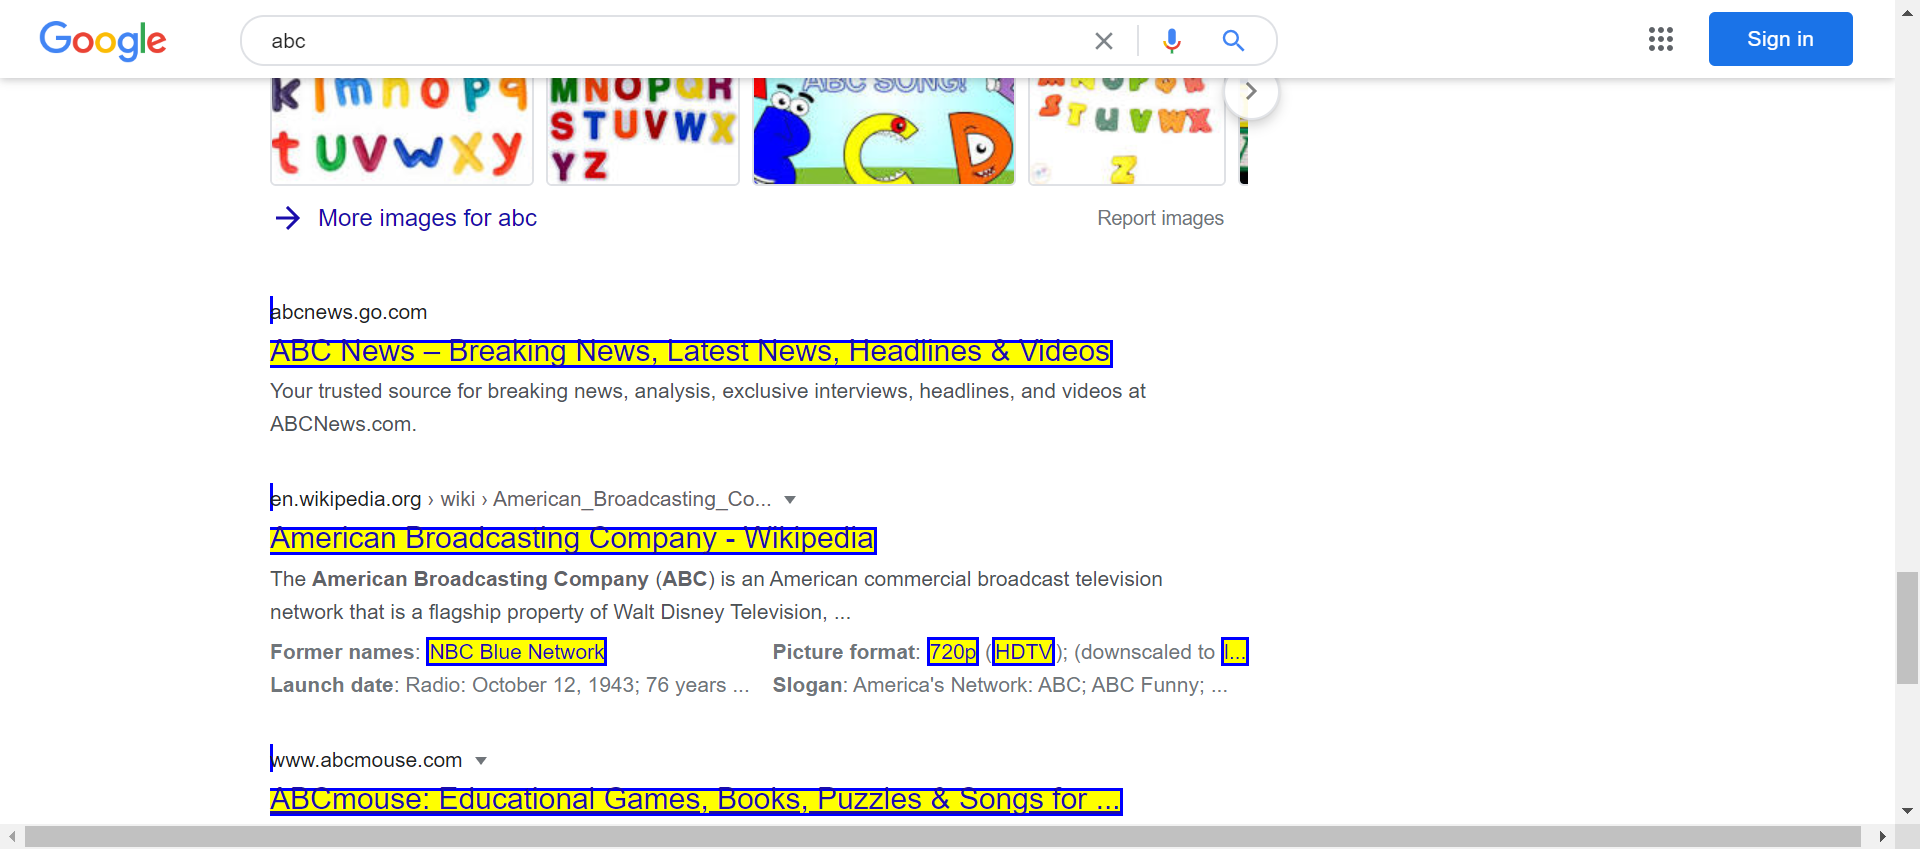 Google
abc
Sign in
k l m n o p q
t u v w x y
M N O P Q R
S T U V W X
Y Z
ABC SONG!
C D
S T U V W X
Z
More images for abc
Report images
abcnews.go.com
ABC News – Breaking News, Latest News, Headlines & Videos
Your trusted source for breaking news, analysis, exclusive interviews, headlines, and videos at
ABCNews.com.
en.wikipedia.org › wiki › American_Broadcasting_Co...
American Broadcasting Company - Wikipedia
The American Broadcasting Company (ABC) is an American commercial broadcast television
network that is a flagship property of Walt Disney Television, ...
Former names: NBC Blue Network
Picture format: 720p (HDTV); (downscaled to I...
Launch date: Radio: October 12, 1943; 76 years ...
Slogan: America's Network: ABC; ABC Funny; ...
www.abcmouse.com
ABCmouse: Educational Games, Books, Puzzles & Songs for ...